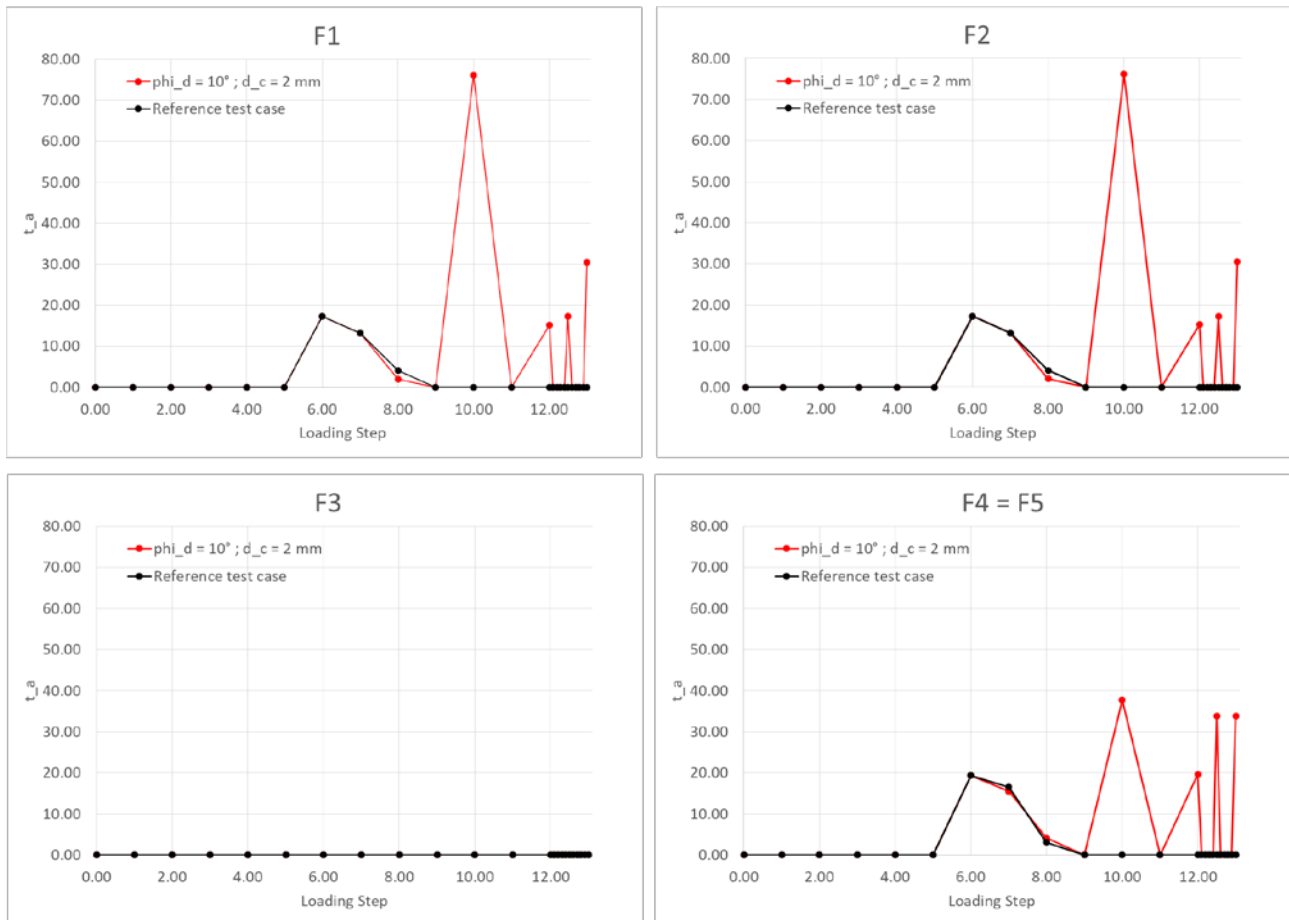 F1
80.00
phi_d = 10° ; d_c = 2 mm
70.00
Reference test case
60.00
50.00
40.00
t_a
30.00
20.00
10.00
0.00
0.00 2.00 4.00 6.00 8.00 10.00 12.00
Loading Step
F2
80.00
phi_d = 10° ; d_c = 2 mm
70.00
Reference test case
60.00
50.00
40.00
t_a
30.00
20.00
10.00
0.00
0.00 2.00 4.00 6.00 8.00 10.00 12.00
Loading Step
F3
80.00
phi_d = 10° ; d_c = 2 mm
70.00
Reference test case
60.00
50.00
40.00
t_a
30.00
20.00
10.00
0.00
0.00 2.00 4.00 6.00 8.00 10.00 12.00
Loading Step
F4 = F5
80.00
phi_d = 10° ; d_c = 2 mm
70.00
Reference test case
60.00
50.00
40.00
t_a
30.00
20.00
10.00
0.00
0.00 2.00 4.00 6.00 8.00 10.00 12.00
Loading Step